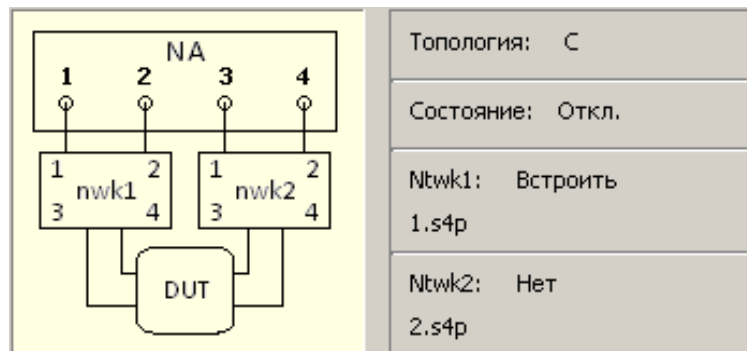 NA
1 2 3 4
1 2 1 2
nwk1 nwk2
3 4 3 4
DUT
Топология: C
Состояние: Откл.
Ntwk1: Встроить
1.s4p
Ntwk2: Нет
2.s4p